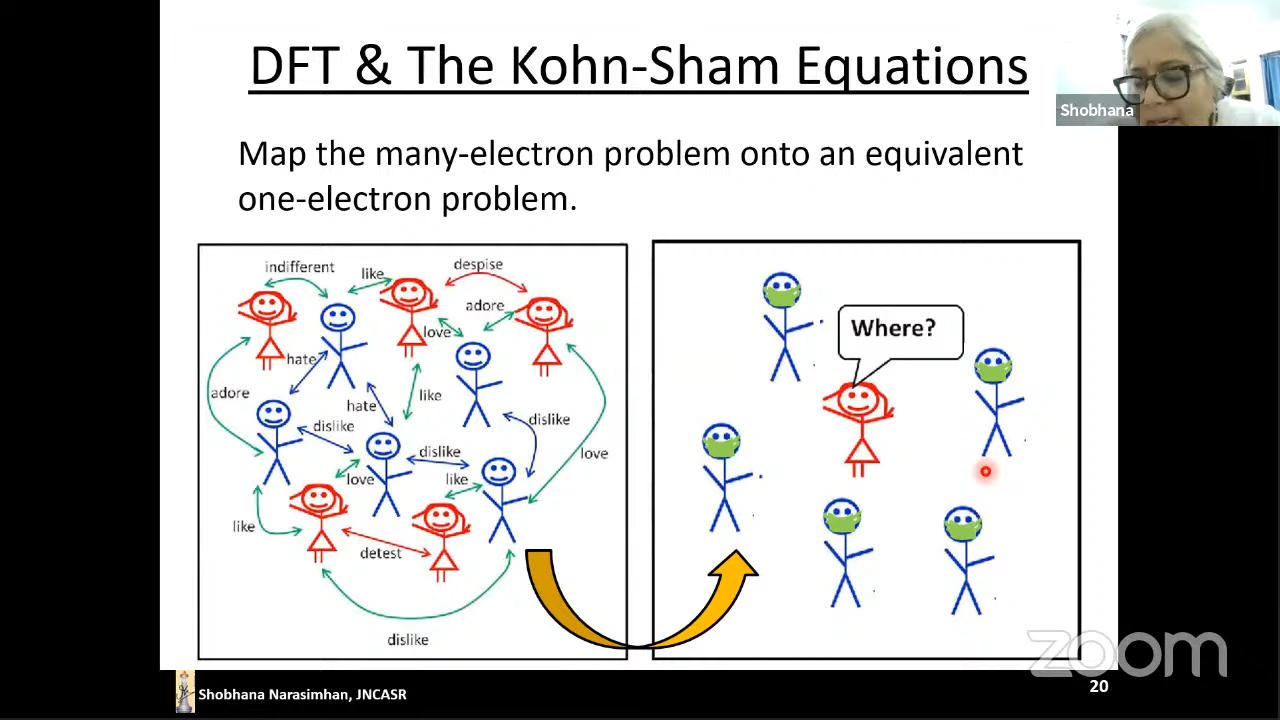 DFT & The Kohn-Sham Equations
Shobhana
Map the many-electron problem onto an equivalent
one-electron problem.
indifferent
like
despise
adore
love
hate
adore
hate
like
dislike
dislike
dislike
love
love
like
like
detest
dislike
Where?
zoom
Shobhana Narasimhan, JNCASR
20